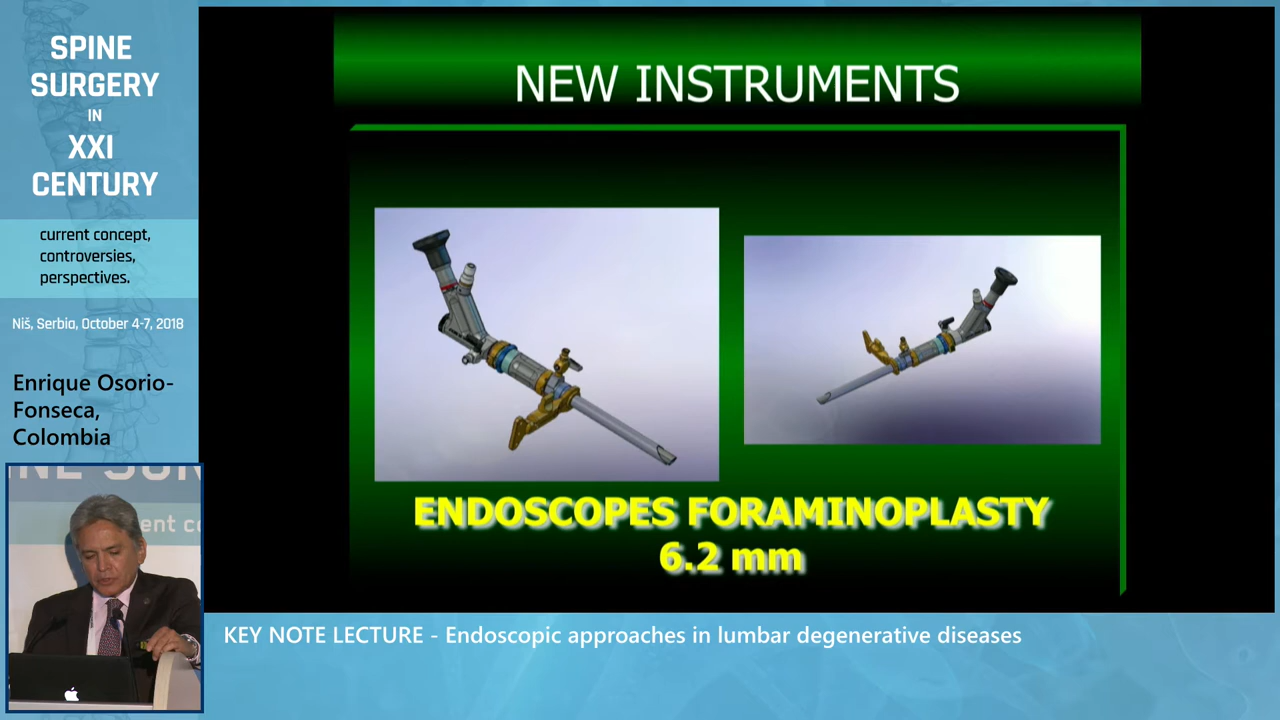 SPINE
SURGERY
IN
XXI
CENTURY
current concept,
controversies,
perspectives.
Niš, Serbia, October 4-7, 2018
Enrique Osorio-
Fonseca,
Colombia
NEW INSTRUMENTS
ENDOSCOPES FORAMINOPLASTY
6.2 mm
KEY NOTE LECTURE - Endoscopic approaches in lumbar degenerative diseases